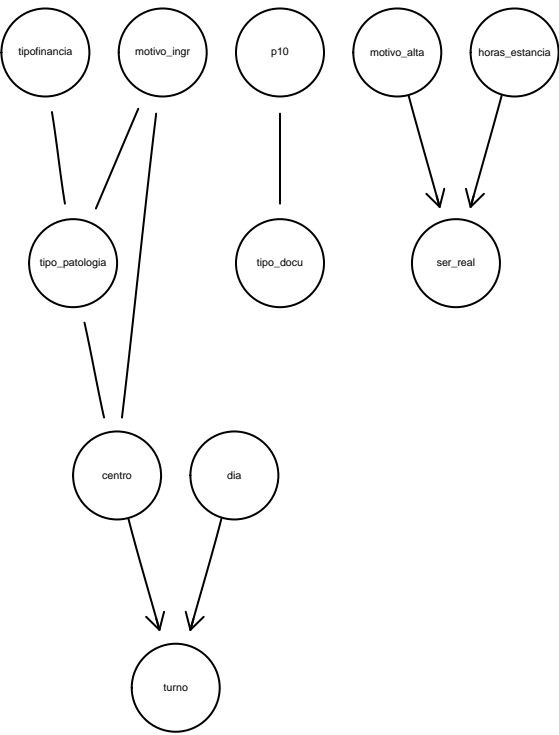 tipofinancia
motivo_ingr
p10
motivo_alta
horas_estancia
tipo_patologia
tipo_docu
ser_real
centro
dia
turno